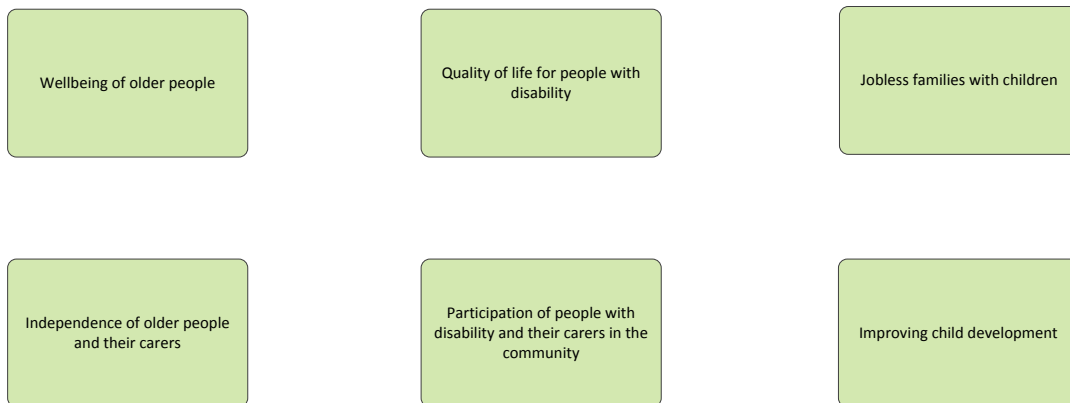 Wellbeing of older people
Quality of life for people with
disability
Jobless families with children
Independence of older people
and their carers
Participation of people with
disability and their carers in the
community
Improving child development